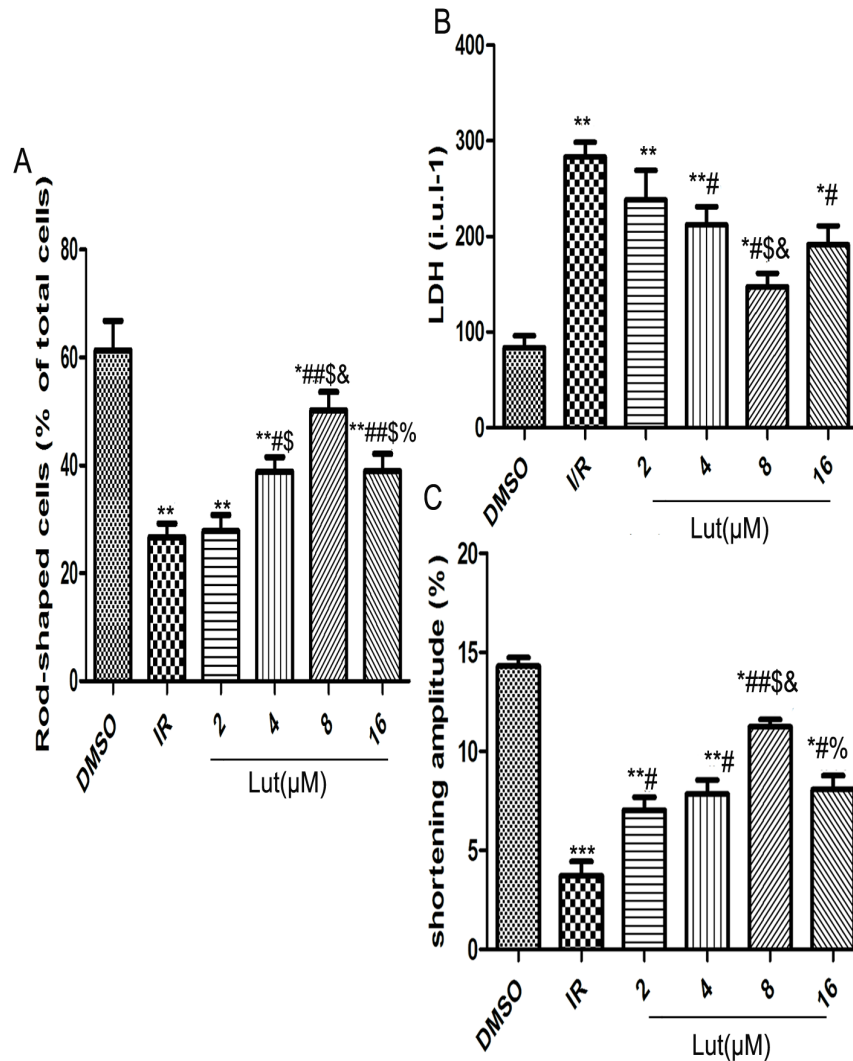 A
Rod-shaped cells (% of total cells)
80
60
40
20
0
**
**
**#$
*##$&
**##$%
DMSO
IR
2
4
8
16
Lut(µM)
B
LDH (i.u.l-1)
400
300
200
100
0
**
**
**#
*#$&
*#
DMSO
I/R
2
4
8
16
Lut(µM)
C
shortening amplitude (%)
20
15
10
5
0
***
**#
**#
*##$&
*#%
DMSO
IR
2
4
8
16
Lut(µM)